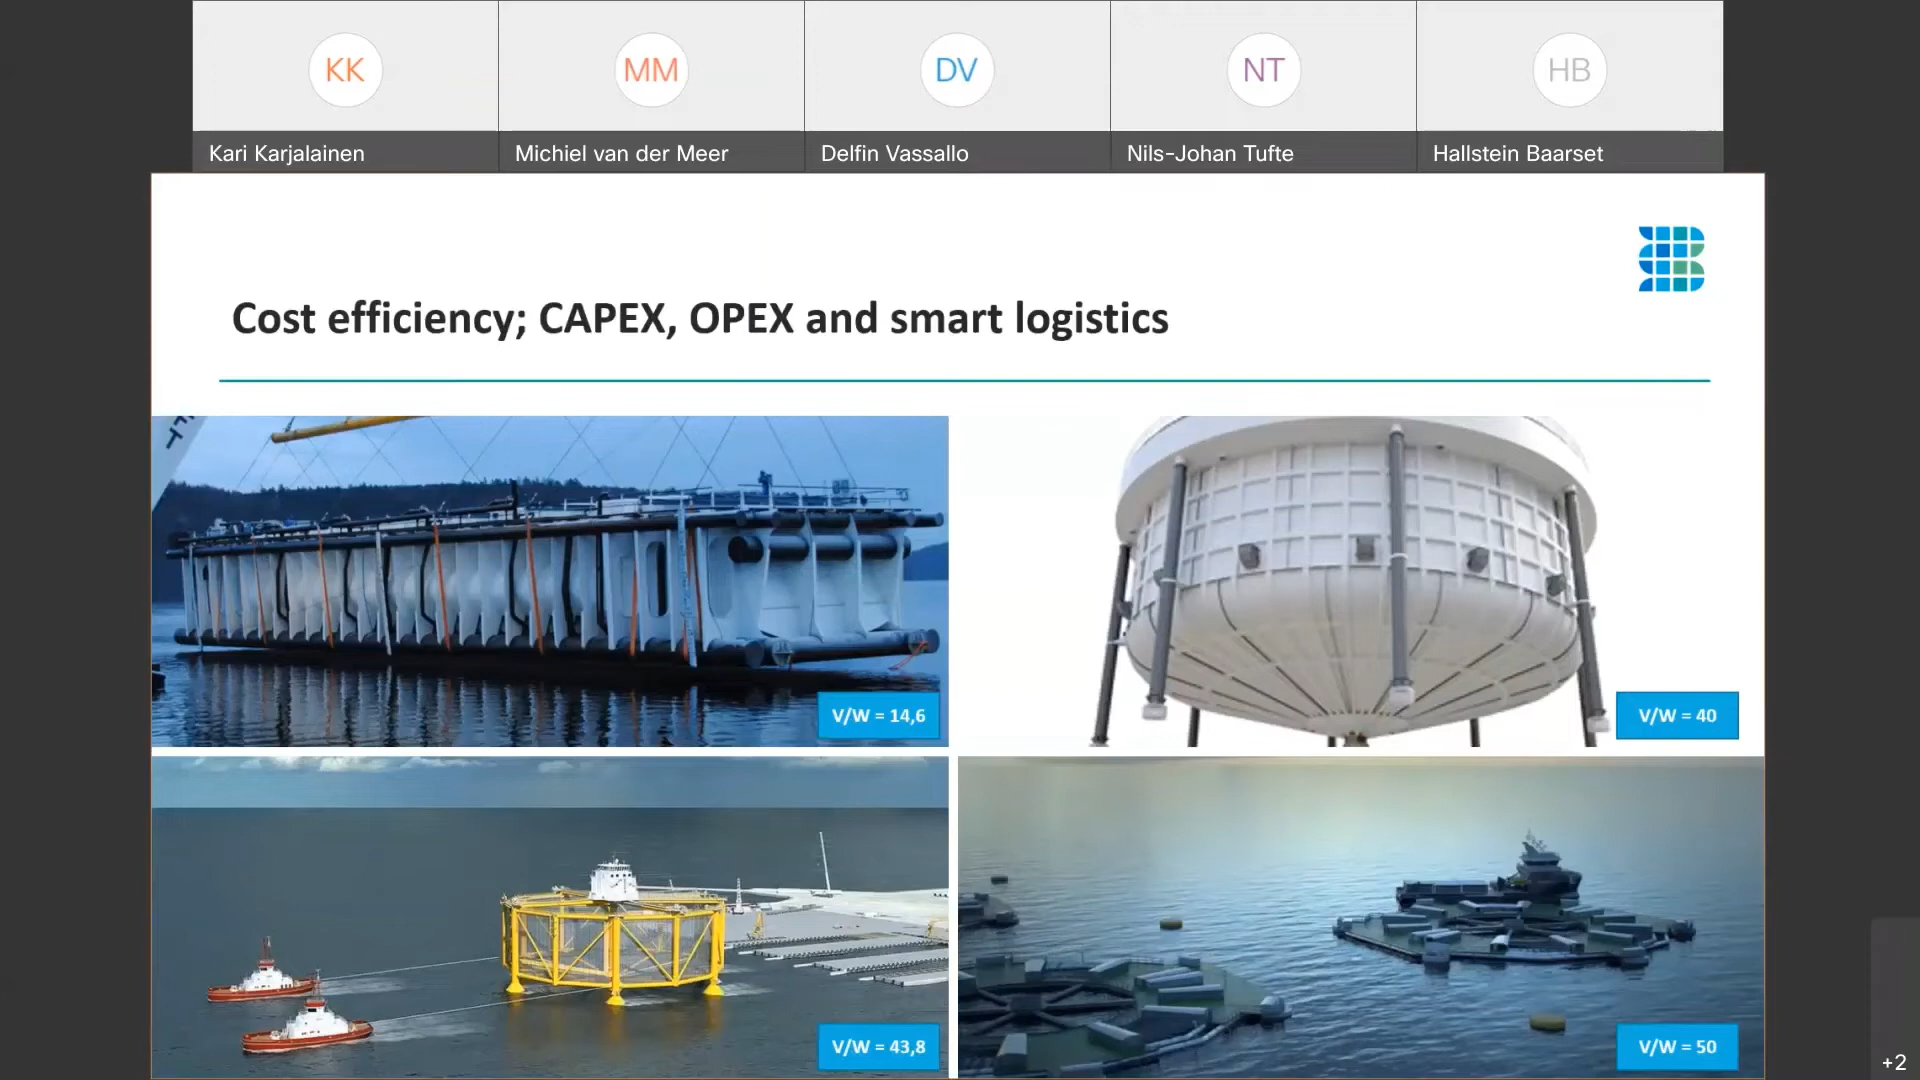 KK
MM
DV
NT
HB
Kari Karjalainen
Michiel van der Meer
Delfin Vassallo
Nils-Johan Tufte
Hallstein Baarset
Cost efficiency; CAPEX, OPEX and smart logistics
V/W = 14,6
V/W = 40
V/W = 43,8
V/W = 50
+2